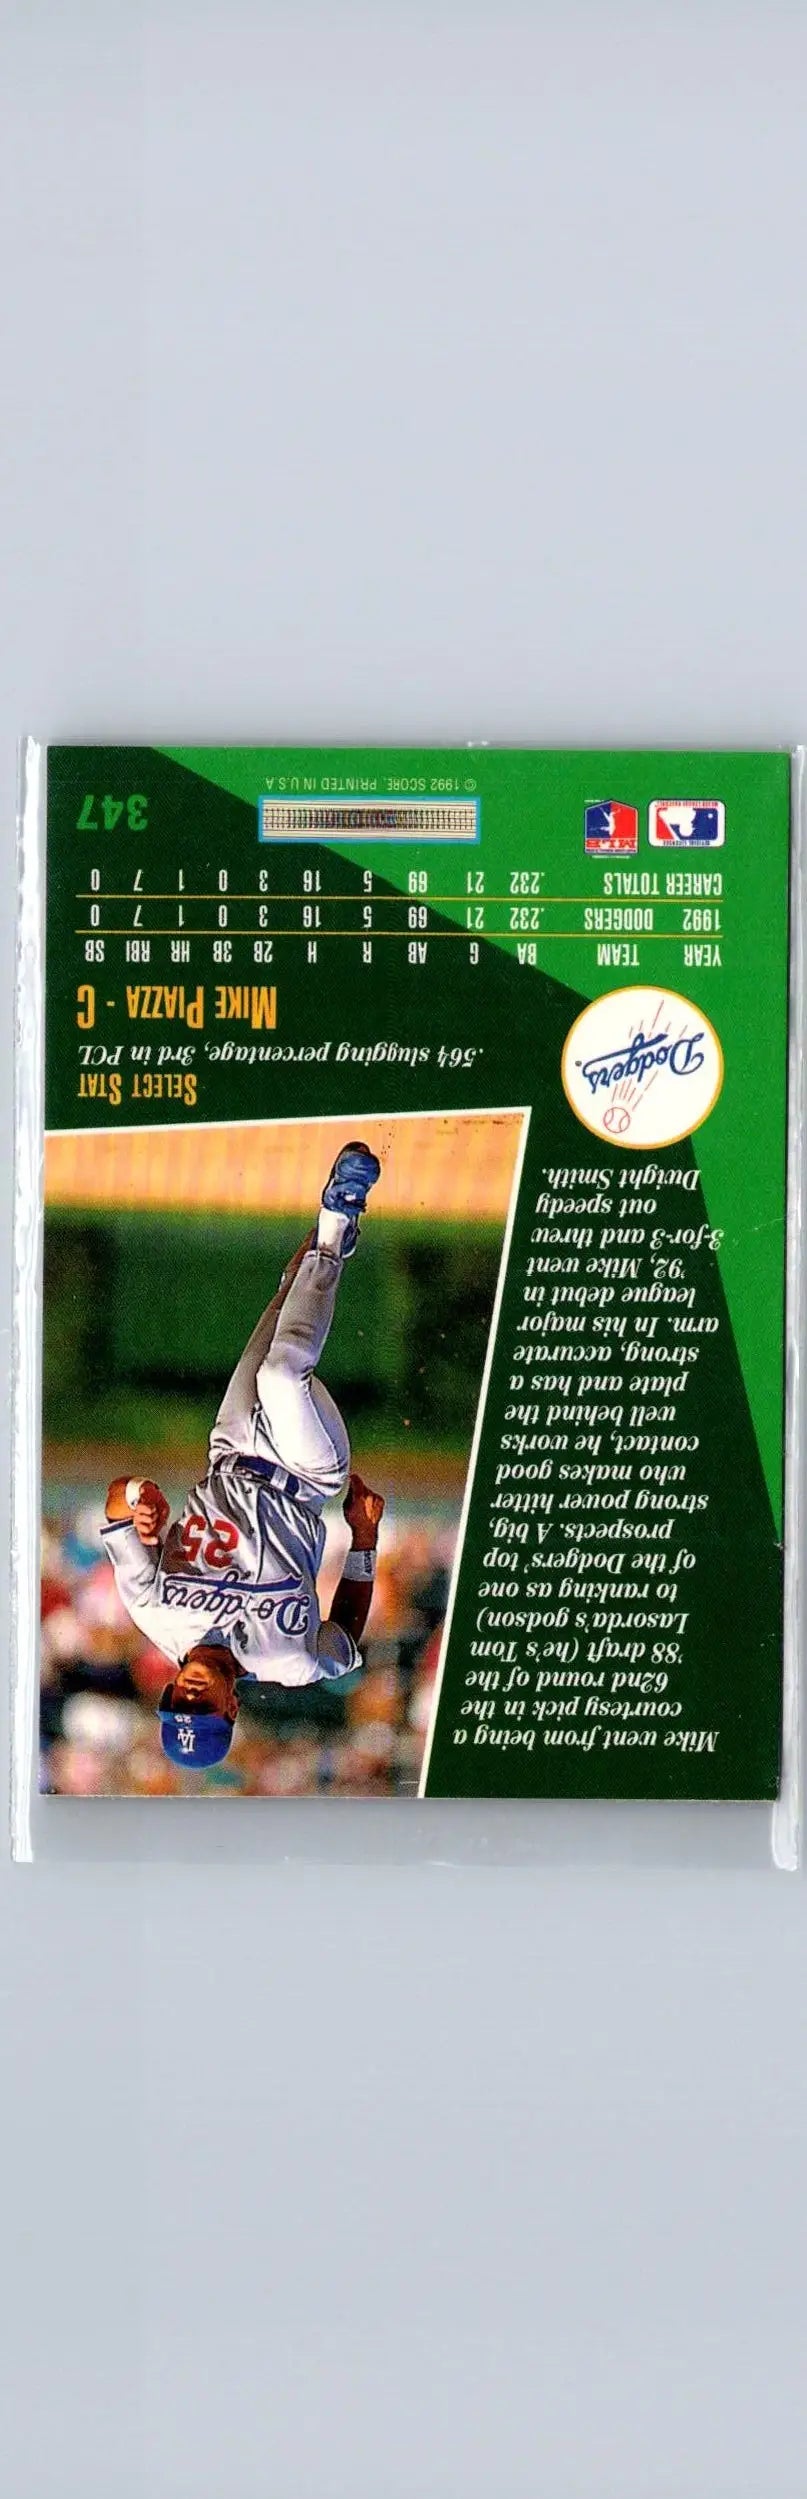 Mike went from being a
courtesy pick in the
62nd round of the
'88 draft (he's Tom
Lasorda's godson)
to ranking as one
of the Dodgers' top
prospects. A big,
strong power hitter
who makes good
contact, he works
well behind the
plate and has a
strong, accurate
arm. In his major
league debut in
'92, Mike went
3-for-3 and threw
out speedy
Dwight Smith.
LA
25
Dodgers
25
Dodgers
SELECT STAT
.564 slugging percentage, 3rd in PCL
MIKE PIAZZA - C
YEAR TEAM BA G AB R H 2B 3B HR RBI SB
1992 DODGERS .232 21 69 5 16 3 0 1 7 0
CAREER TOTALS .232 21 69 5 16 3 0 1 7 0
347
© 1992 SCORE, PRINTED IN U.S.A